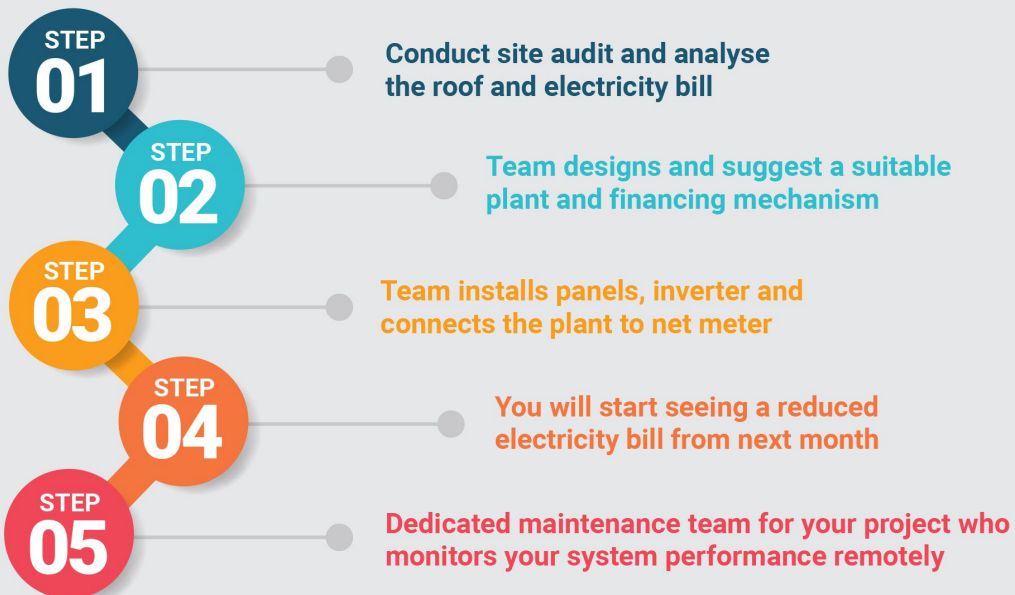 STEP
01
Conduct site audit and analyse
the roof and electricity bill
STEP
02
Team designs and suggest a suitable
plant and financing mechanism
STEP
03
Team installs panels, inverter and
connects the plant to net meter
STEP
04
You will start seeing a reduced
electricity bill from next month
STEP
05
Dedicated maintenance team for your project who
monitors your system performance remotely